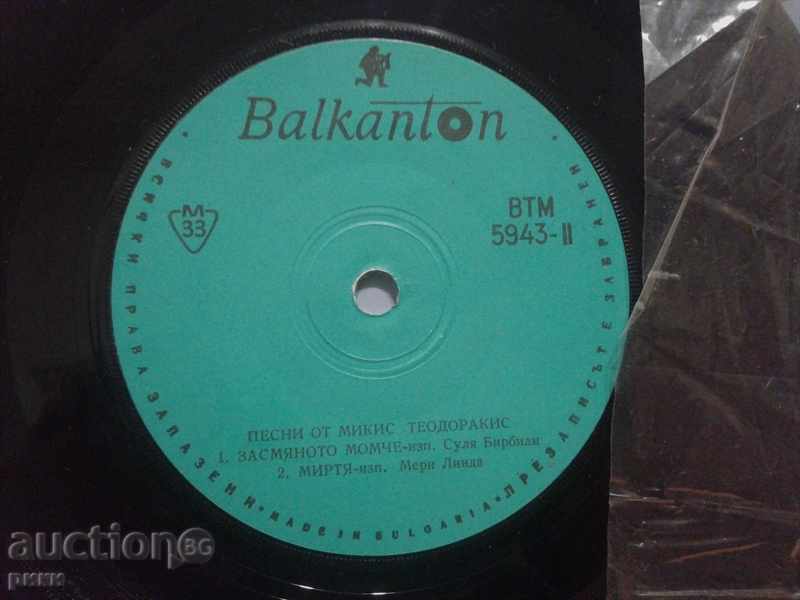 Balkanton
M
33
ВТМ
5943-II
ПЕСНИ ОТ МИКИС ТЕОДОРАКИС
1. ЗАСМЯНОТО МОМЧЕ-изп. Суля Бирбили
2. МИРТЯ-изп. Мери Линда
• ВСИЧКИ ПРАВА ЗАПАЗЕНИ • MADE IN BULGARIA • ПРЕЗАПИСЪТ Е ЗАБРАНЕН
auction BG
pukk